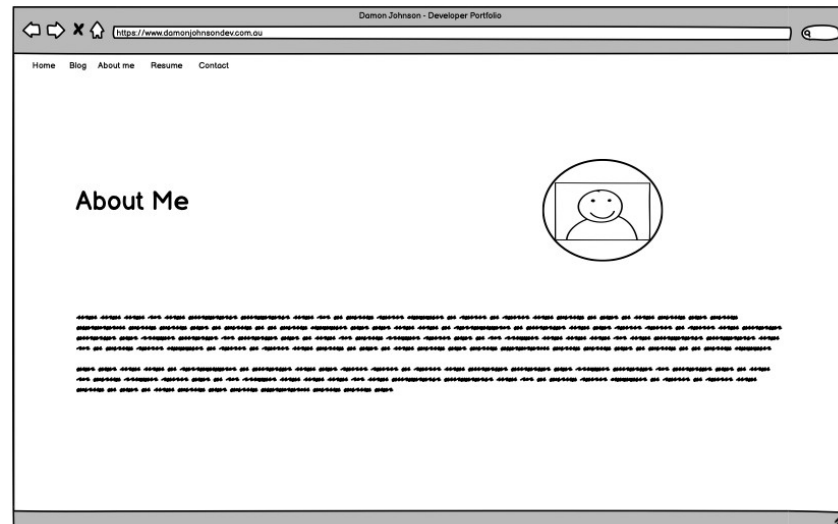 Damon Johnson - Developer Portfolio
https://www.damonjohnsondev.com.au
Home Blog About me Resume Contact
About Me